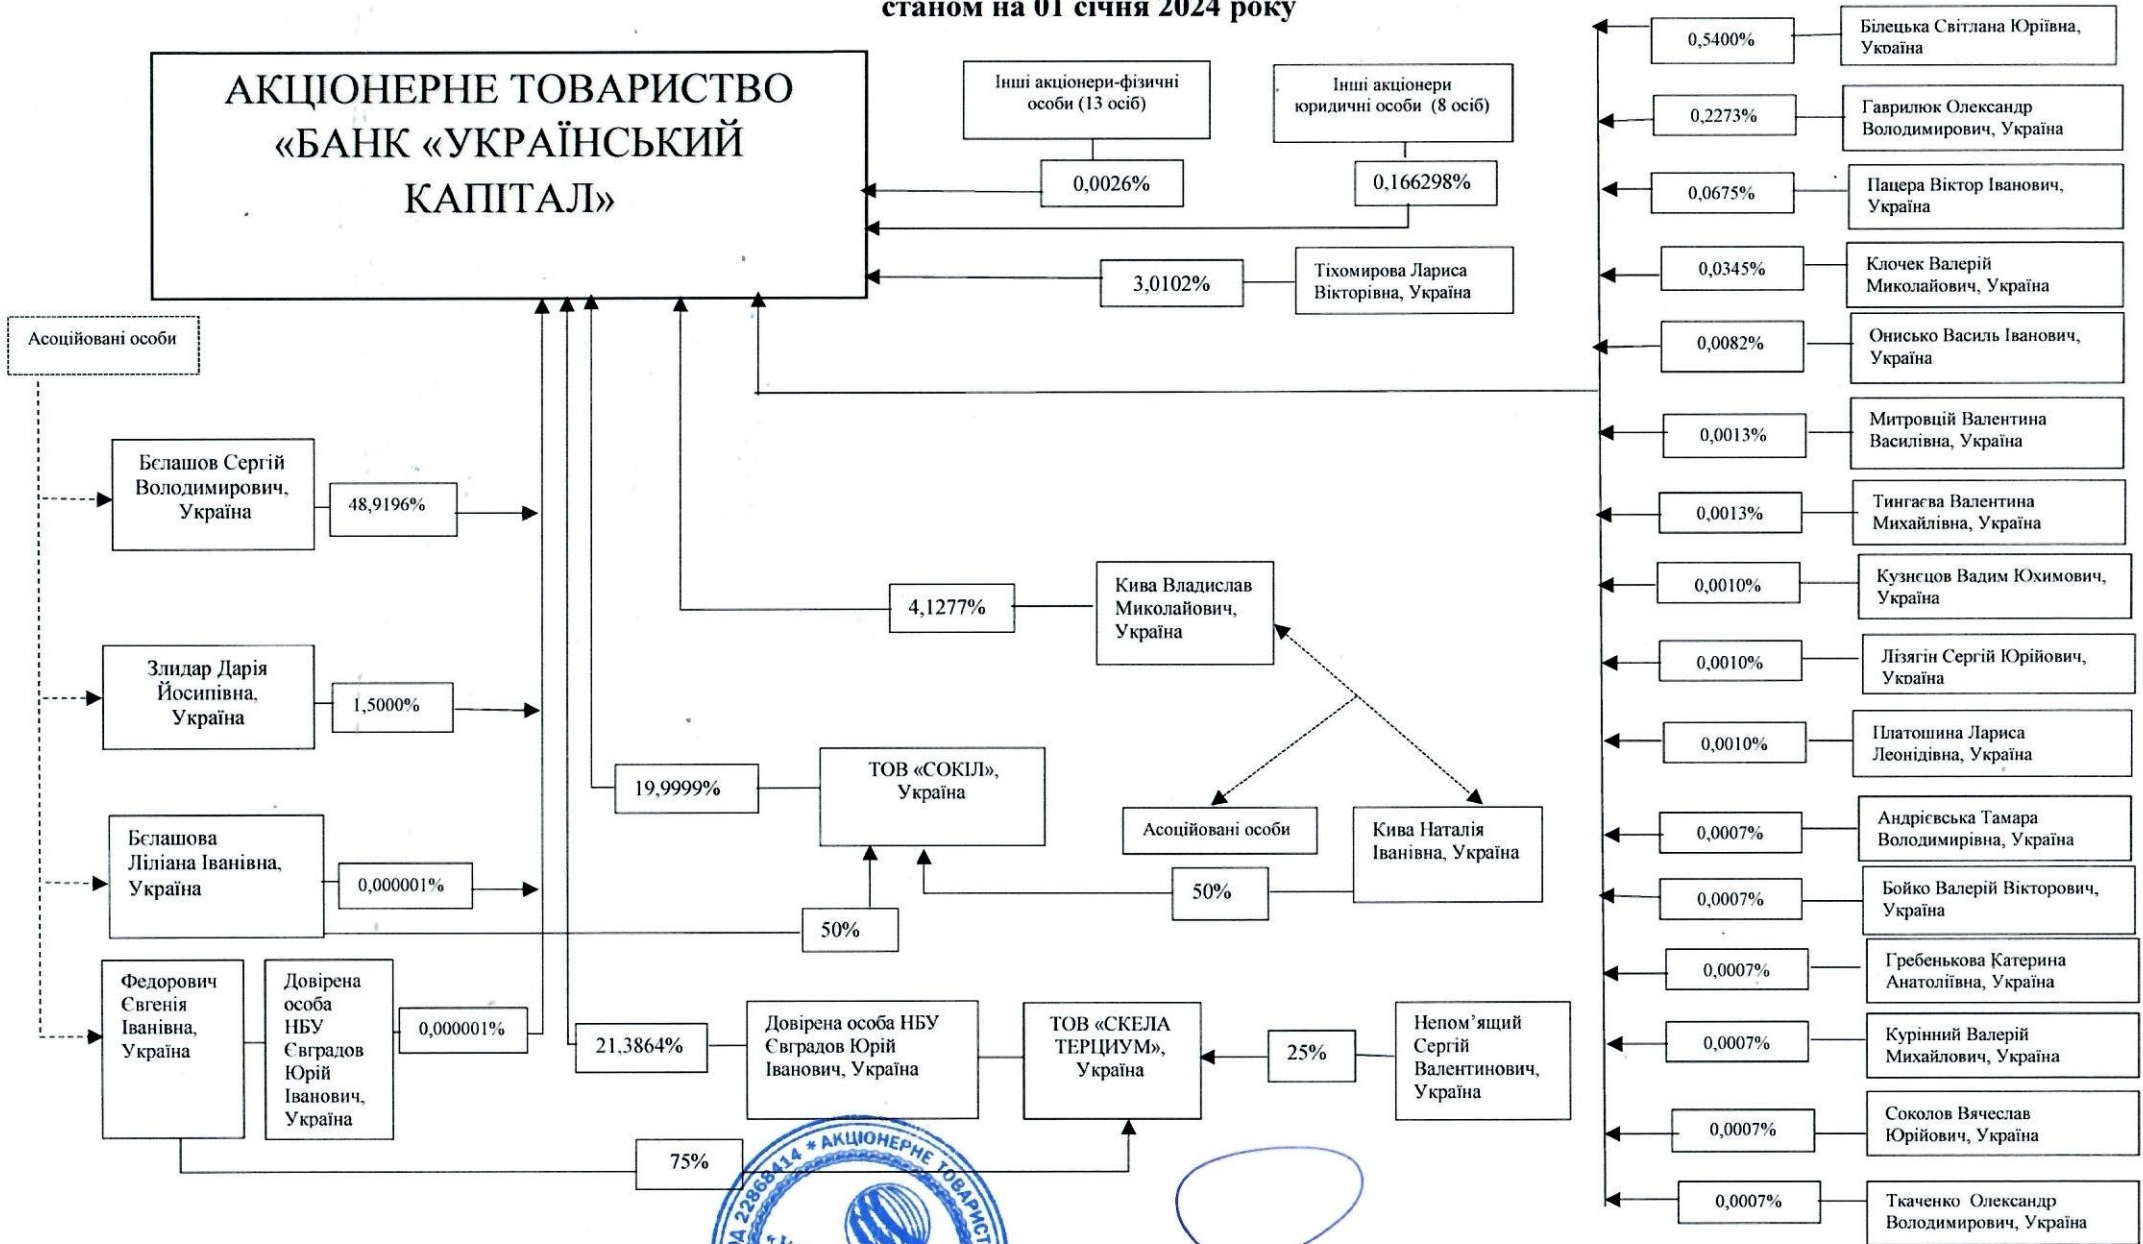 станом на 01 січня 2024 року
АКЦІОНЕРНЕ ТОВАРИСТВО
«БАНК «УКРАЇНСЬКИЙ
КАПІТАЛ»
Інші акціонери-фізичні
особи (13 осіб)
0,0026%
Інші акціонери
юридичні особи (8 осіб)
0,166298%
3,0102%
Тіхомирова Лариса
Вікторівна, Україна
Асоційовані особи
Бєлашов Сергій
Володимирович,
Україна
48,9196%
Злидар Дарія
Йосипівна,
Україна
1,5000%
Бєлашова
Ліліана Іванівна,
Україна
0,000001%
50%
Федорович
Євгенія
Іванівна,
Україна
Довірена
особа
НБУ
Євградов
Юрій
Іванович,
Україна
0,000001%
4,1277%
Кива Владислав
Миколайович,
Україна
19,9999%
ТОВ «СОКІЛ»,
Україна
Асоційовані особи
Кива Наталія
Іванівна, Україна
50%
21,3864%
Довірена особа НБУ
Євградов Юрій
Іванович, Україна
ТОВ «СКЕЛА
ТЕРЦИУМ»,
Україна
25%
Непом’ящий
Сергій
Валентинович,
Україна
75%
22868414 * АКЦІОНЕРНЕ ТОВАРИСТ
0,5400%
Білецька Світлана Юріївна,
Україна
0,2273%
Гаврилюк Олександр
Володимирович, Україна
0,0675%
Пацера Віктор Іванович,
Україна
0,0345%
Клочек Валерій
Миколайович, Україна
0,0082%
Онисько Василь Іванович,
Україна
0,0013%
Митровцій Валентина
Василівна, Україна
0,0013%
Тингаєва Валентина
Михайлівна, Україна
0,0010%
Кузнєцов Вадим Юхимович,
Україна
0,0010%
Лізягін Сергій Юрійович,
Україна
0,0010%
Платошина Лариса
Леонідівна, Україна
0,0007%
Андрієвська Тамара
Володимирівна, Україна
0,0007%
Бойко Валерій Вікторович,
Україна
0,0007%
Гребенькова Катерина
Анатоліївна, Україна
0,0007%
Курінний Валерій
Михайлович, Україна
0,0007%
Соколов Вячеслав
Юрійович, Україна
0,0007%
Ткаченко Олександр
Володимирович, Україна